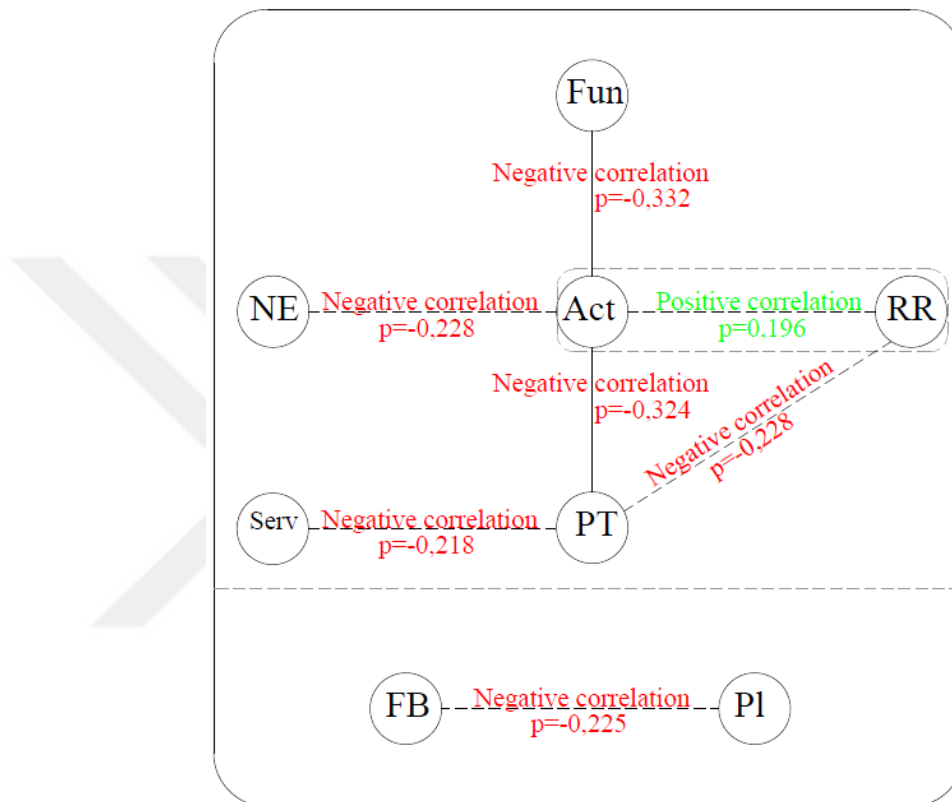 Fun
Negative correlation
p=-0,332
NE
Negative correlation
p=-0,228
Act
Positive correlation
p=0,196
RR
Negative correlation
p=-0,324
Negative correlation
p=-0,228
Serv
Negative correlation
p=-0,218
PT
FB
Negative correlation
p=-0,225
Pl